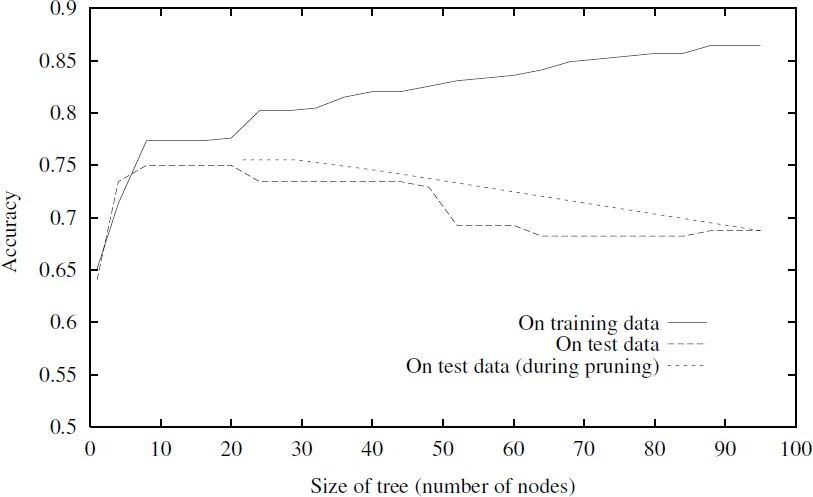 0.9
0.85
0.8
0.75
0.7
0.65
0.6
0.55
0.5
Accuracy
On training data
On test data
On test data (during pruning)
0 10 20 30 40 50 60 70 80 90 100
Size of tree (number of nodes)